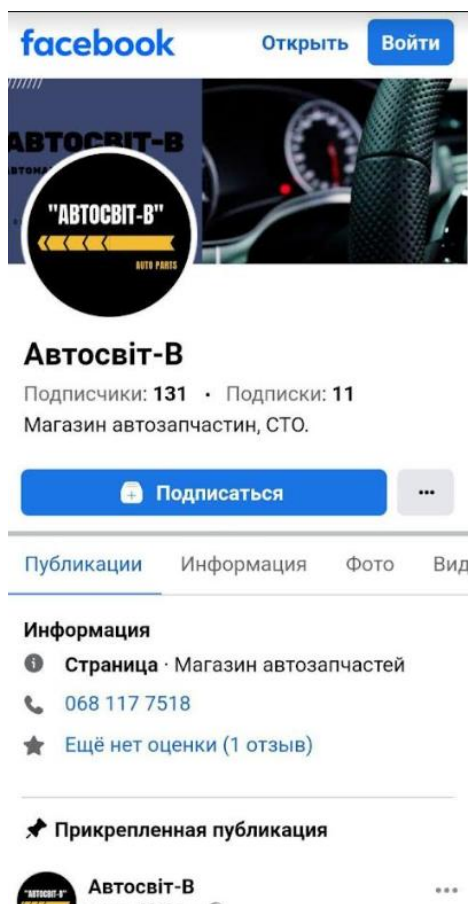 facebook
Открыть
Войти
АВТОСВІТ-В
"АВТОСВІТ-В"
AUTO PARTS
Автосвіт-В
Подписчики: 131 · Подписки: 11
Магазин автозапчастин, СТО.
Подписаться
Публикации Информация Фото Вид
Информация
Страница · Магазин автозапчастей
068 117 7518
Ещё нет оценки (1 отзыв)
Прикрепленная публикация
"АВТОСВІТ-В"
Автосвіт-В